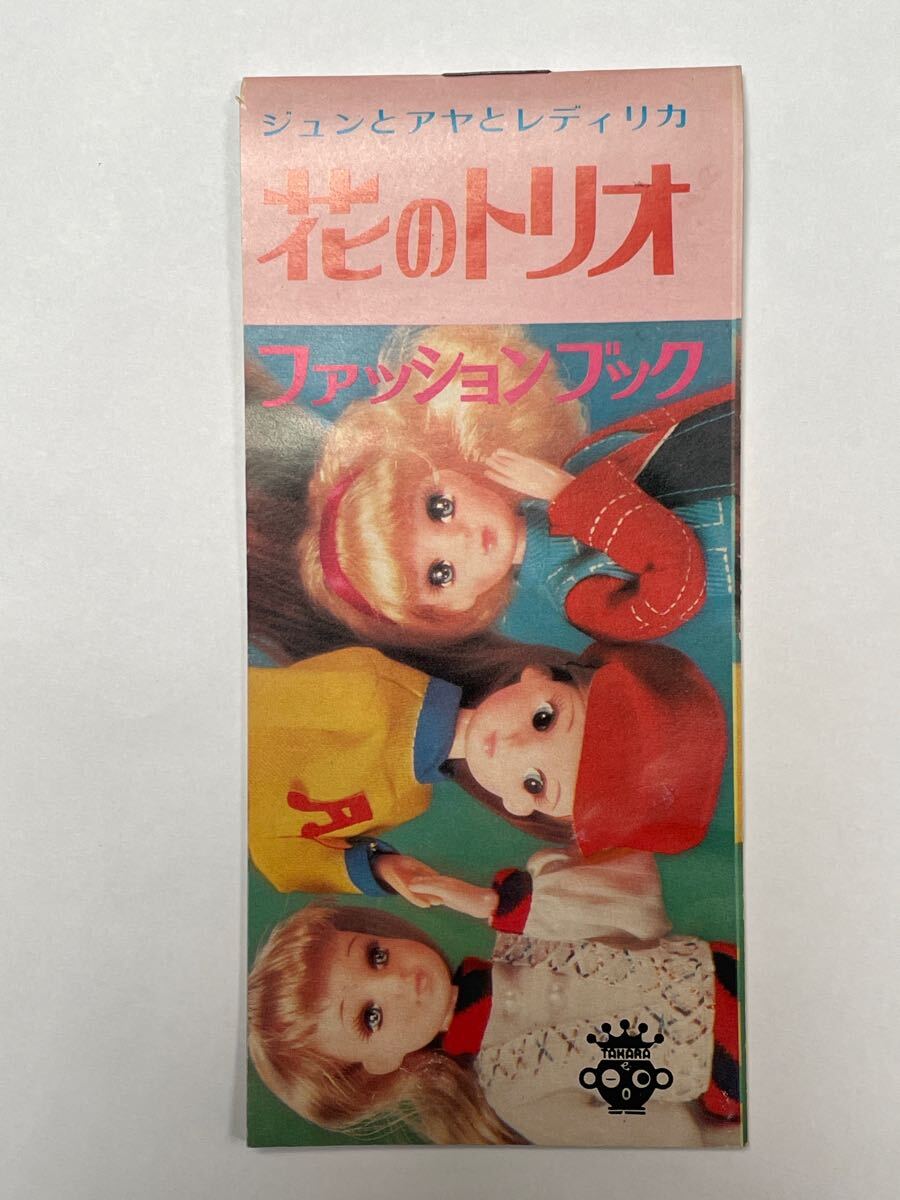 ジュンとアヤとレディリカ
花のトリオ
ファッションブック
A
TAKARA